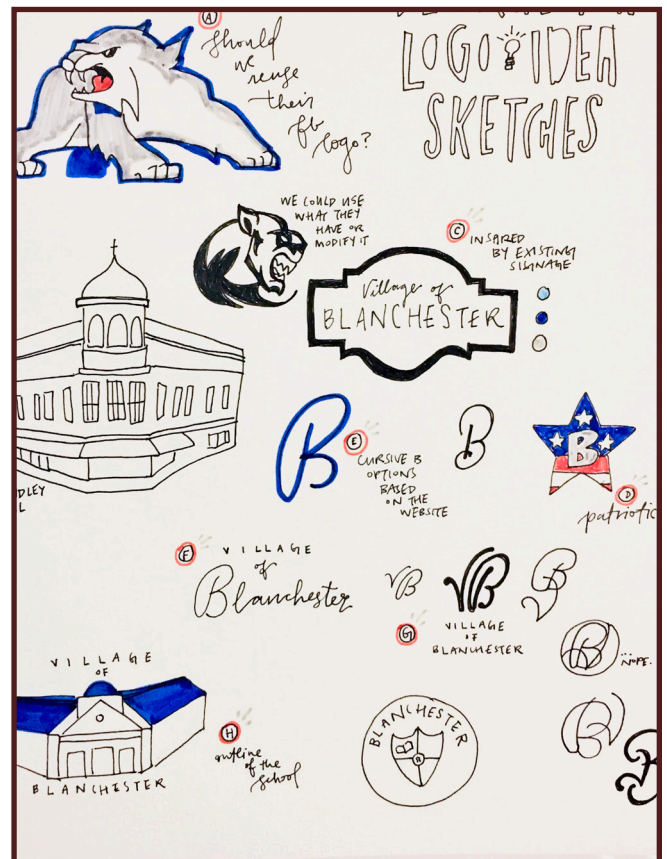 LOGO IDEA
SKETCHES
A
should
we
reuse
their
fb
logo?
WE COULD USE
WHAT THEY
HAVE OR
MODIFY IT
C
INSPIRED
BY EXISTING
SIGNAGE
Village of
BLANCHESTER
B
E
CURSIVE B
OPTIONS
BASED
ON THE
WEBSITE
B
B
D
patriotic
DLEY
L
F
VILLAGE
of
Blanchester
VB
VB
VB
G
VILLAGE
OF
BLANCHESTER
B
...NOPE.
VILLAGE
OF
BLANCHESTER
H
outline
of the
school
BLANCHESTER
B
B